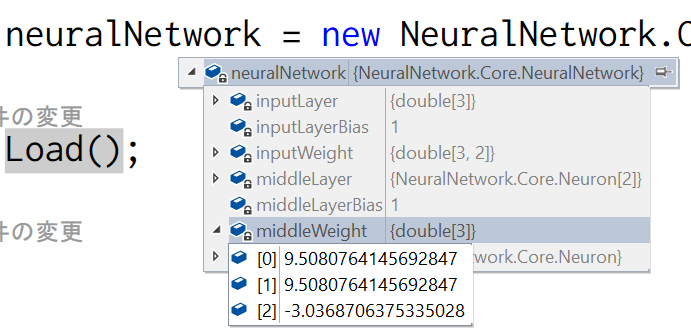 neuralNetwork = new NeuralNetwork.C
neuralNetwork {NeuralNetwork.Core.NeuralNetwork}
inputLayer {double[3]}
件の変更
inputLayerBias 1
Load();
inputWeight {double[3, 2]}
middleLayer {NeuralNetwork.Core.Neuron[2]}
middleLayerBias 1
件の変更
middleWeight {double[3]}
[0] 9.5080764145692847
etwork.Core.Neuron}
[1] 9.5080764145692847
[2] -3.0368706375335028